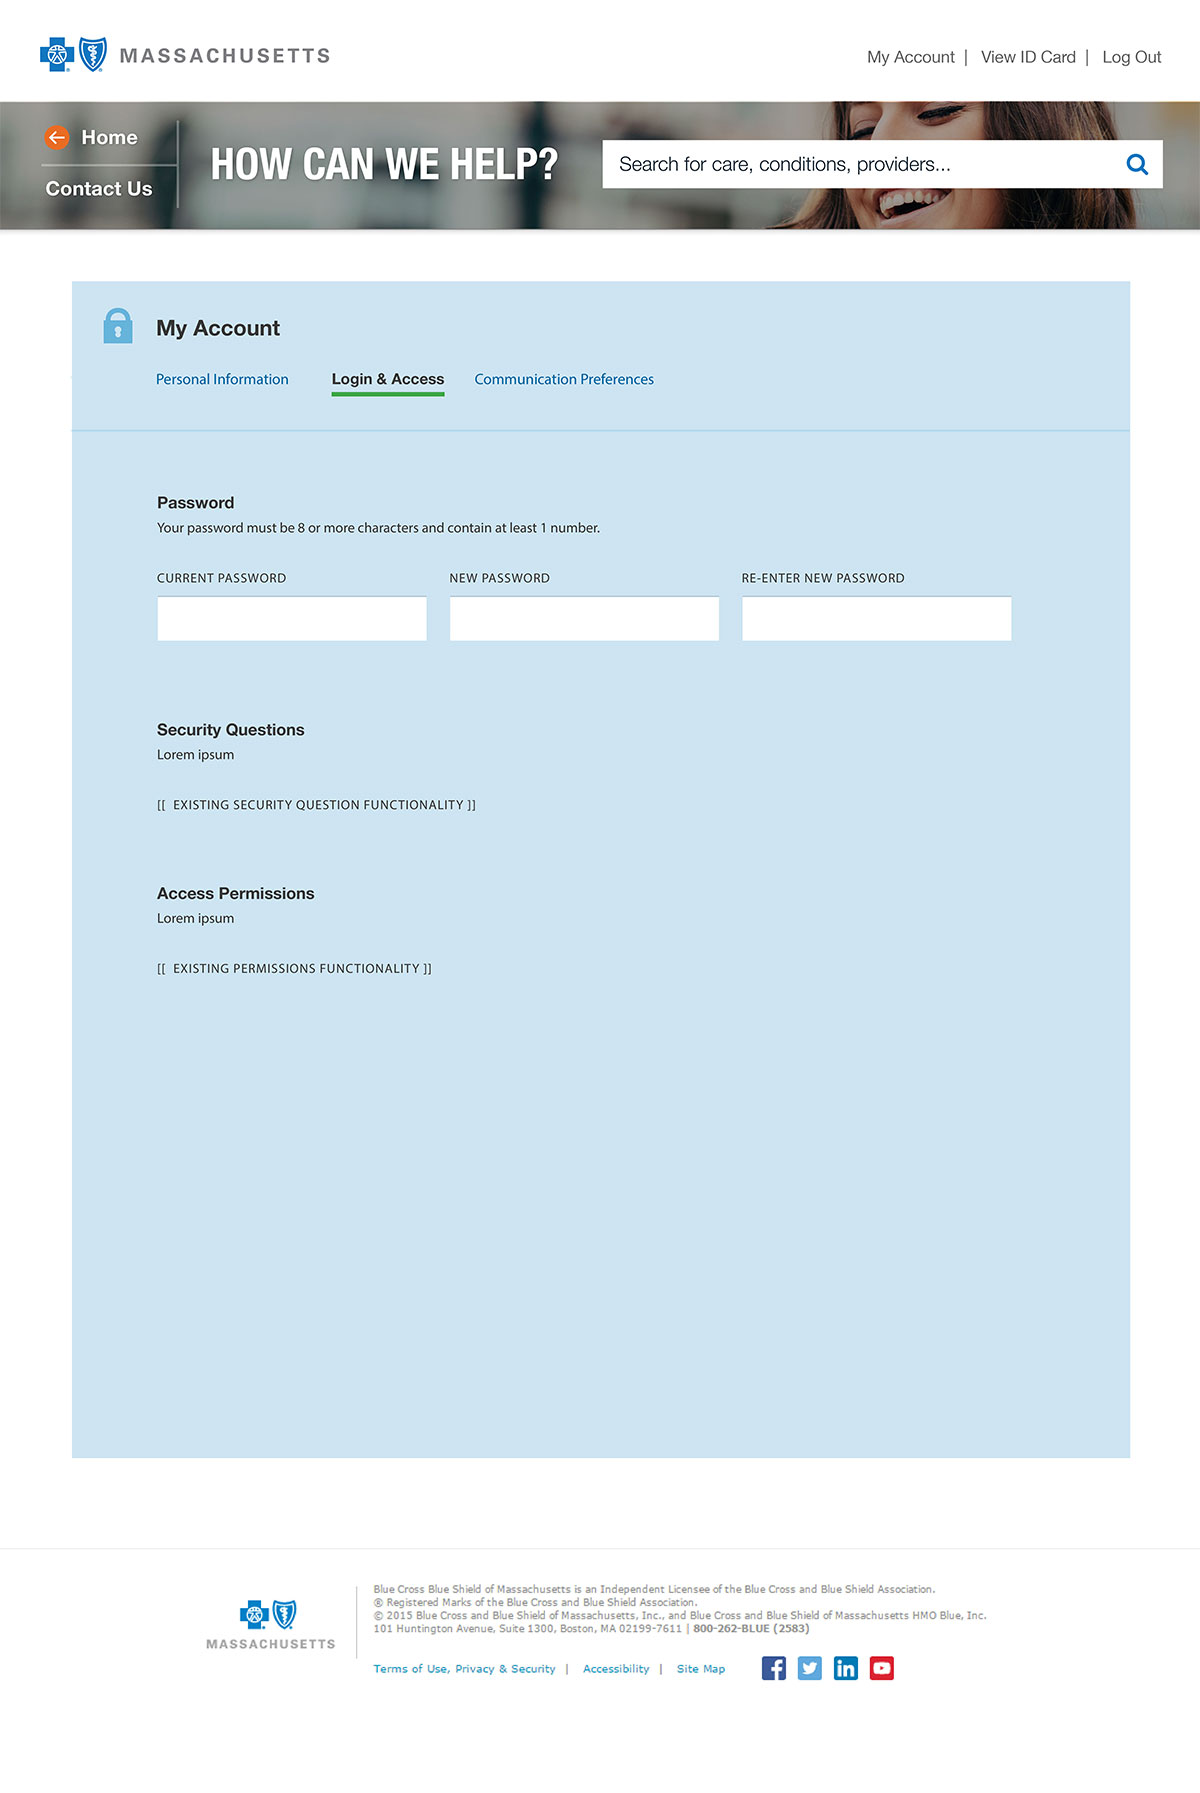 MASSACHUSETTS
My Account | View ID Card | Log Out
Home
Contact Us
HOW CAN WE HELP?
Search for care, conditions, providers...
My Account
Personal Information Login & Access Communication Preferences
Password
Your password must be 8 or more characters and contain at least 1 number.
CURRENT PASSWORD NEW PASSWORD RE-ENTER NEW PASSWORD
Security Questions
Lorem ipsum
[[ EXISTING SECURITY QUESTION FUNCTIONALITY ]]
Access Permissions
Lorem ipsum
[[ EXISTING PERMISSIONS FUNCTIONALITY ]]
MASSACHUSETTS
Blue Cross Blue Shield of Massachusetts is an Independent Licensee of the Blue Cross and Blue Shield Association.
® Registered Marks of the Blue Cross and Blue Shield Association.
© 2015 Blue Cross and Blue Shield of Massachusetts, Inc., and Blue Cross and Blue Shield of Massachusetts HMO Blue, Inc.
101 Huntington Avenue, Suite 1300, Boston, MA 02199-7611 | 800-262-BLUE (2583)
Terms of Use, Privacy & Security | Accessibility | Site Map